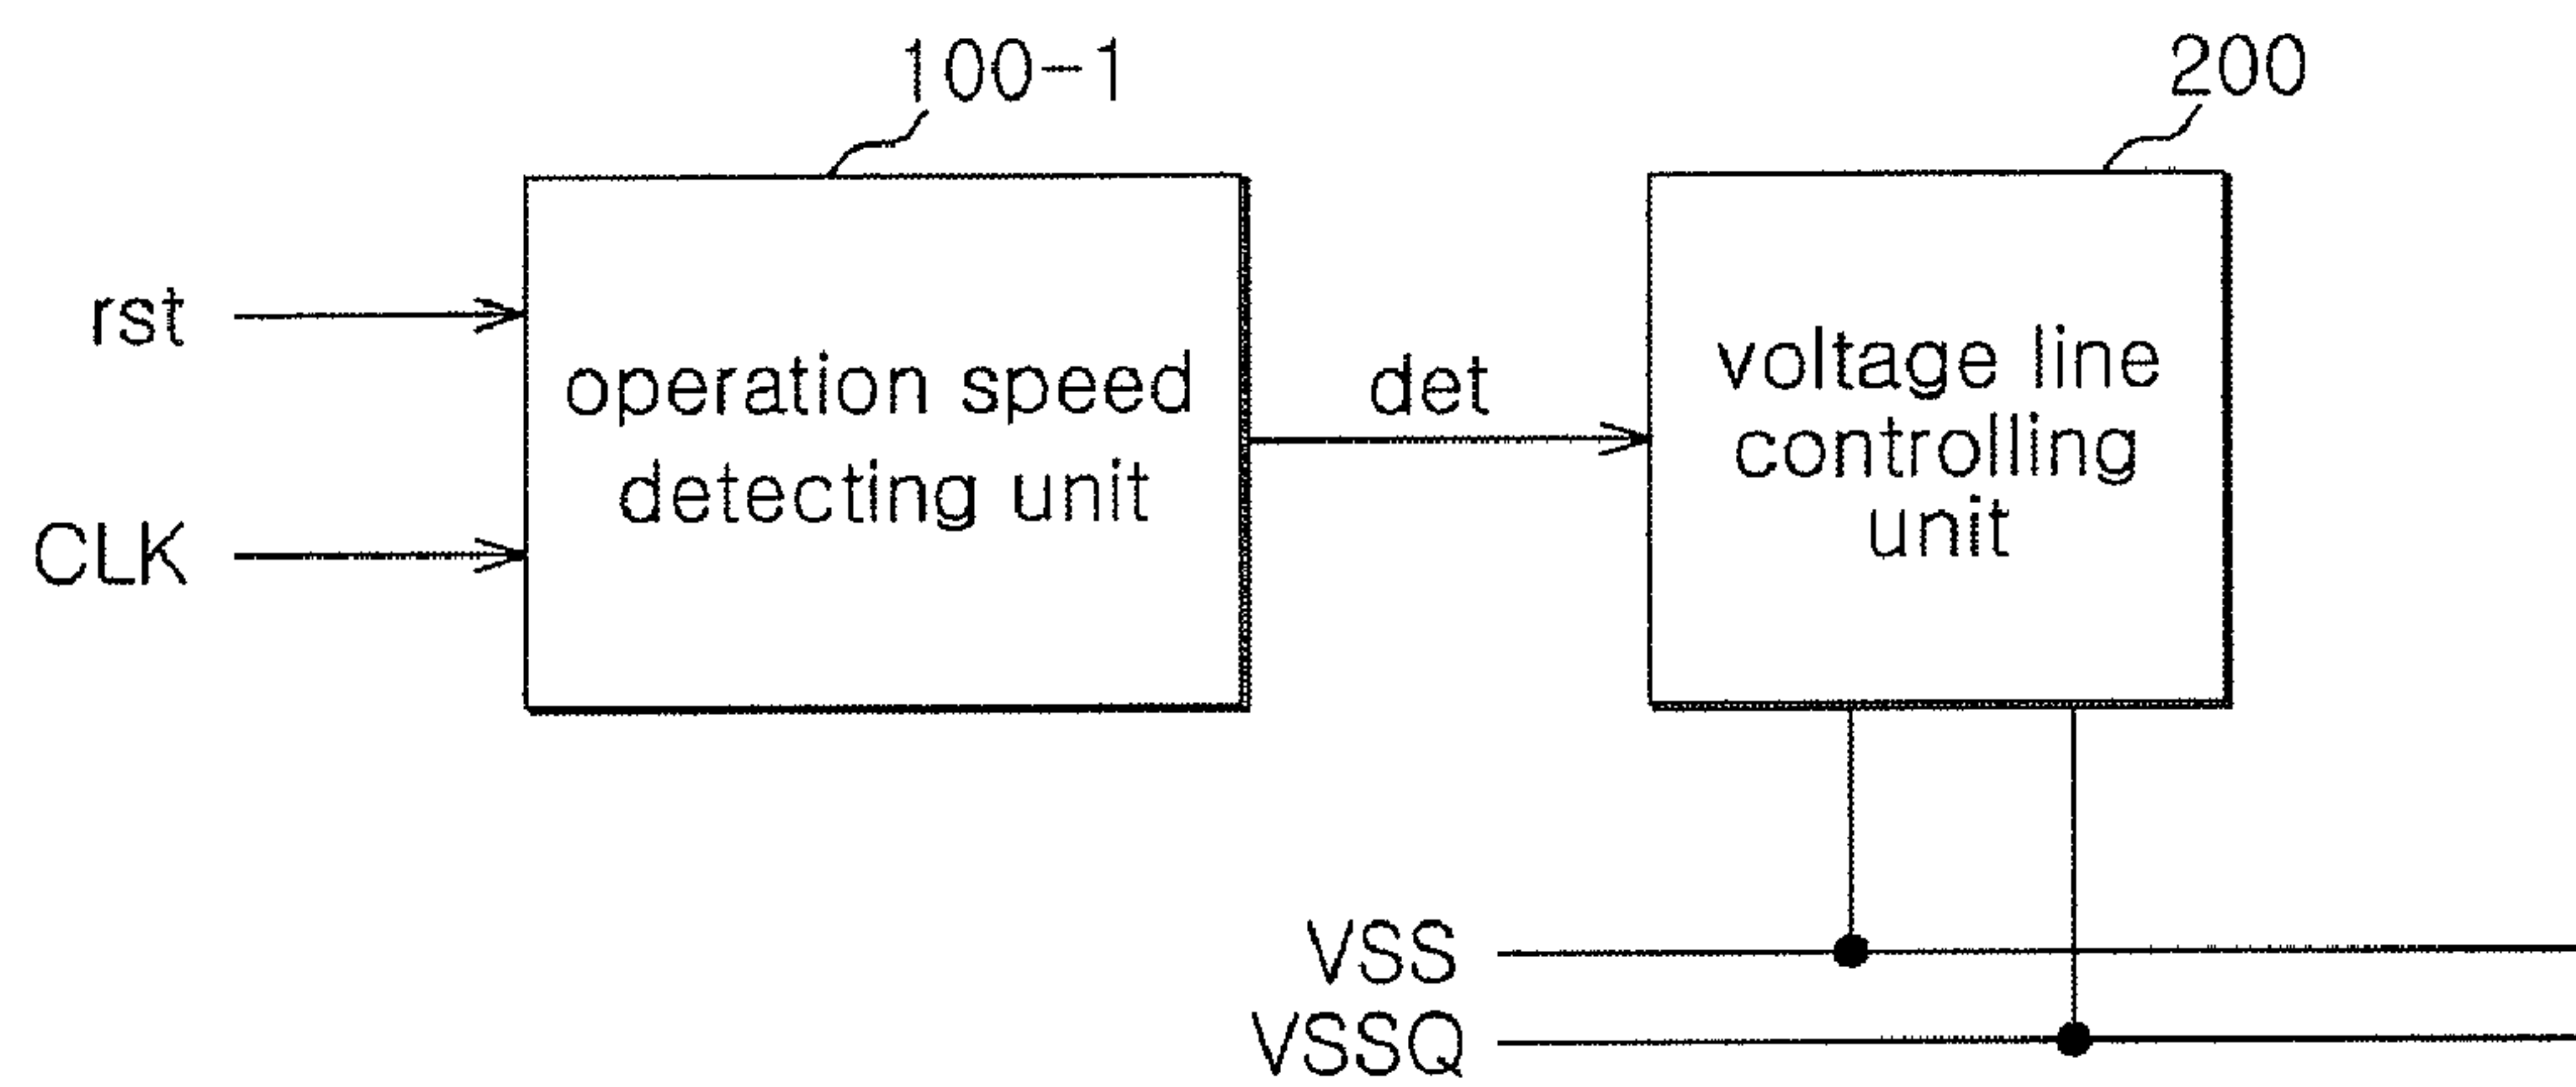 100-1
200
rst
CLK
operation speed
detecting unit
det
voltage line
controlling
unit
VSS
VSSQ